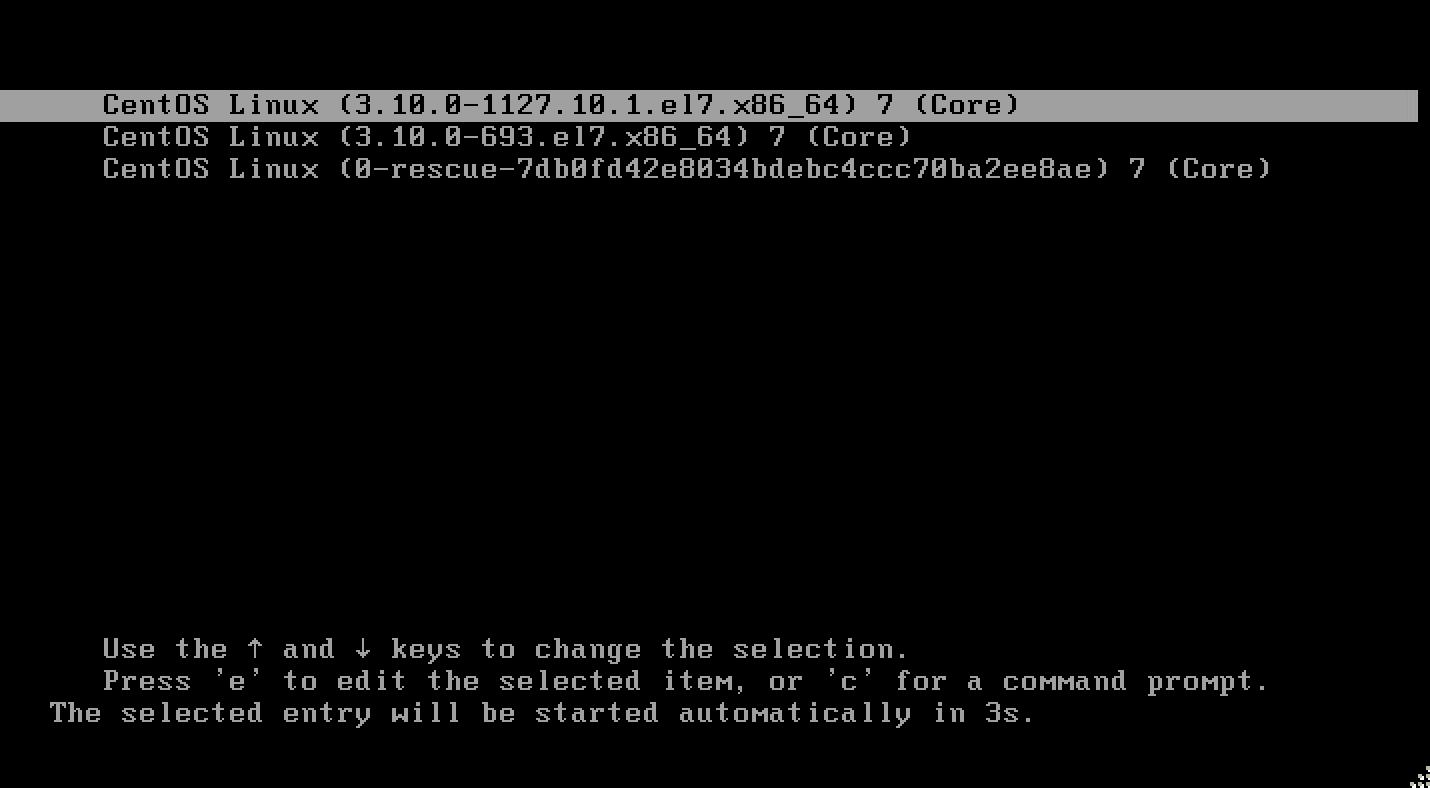 CentOS Linux (3.10.0-1127.10.1.el7.x86_64) 7 (Core)
CentOS Linux (3.10.0-693.el7.x86_64) 7 (Core)
CentOS Linux (0-rescue-7db0fd42e8034bdebc4ccc70ba2ee8ae) 7 (Core)
Use the ↑ and ↓ keys to change the selection.
Press 'e' to edit the selected item, or 'c' for a command prompt.
The selected entry will be started automatically in 3s.